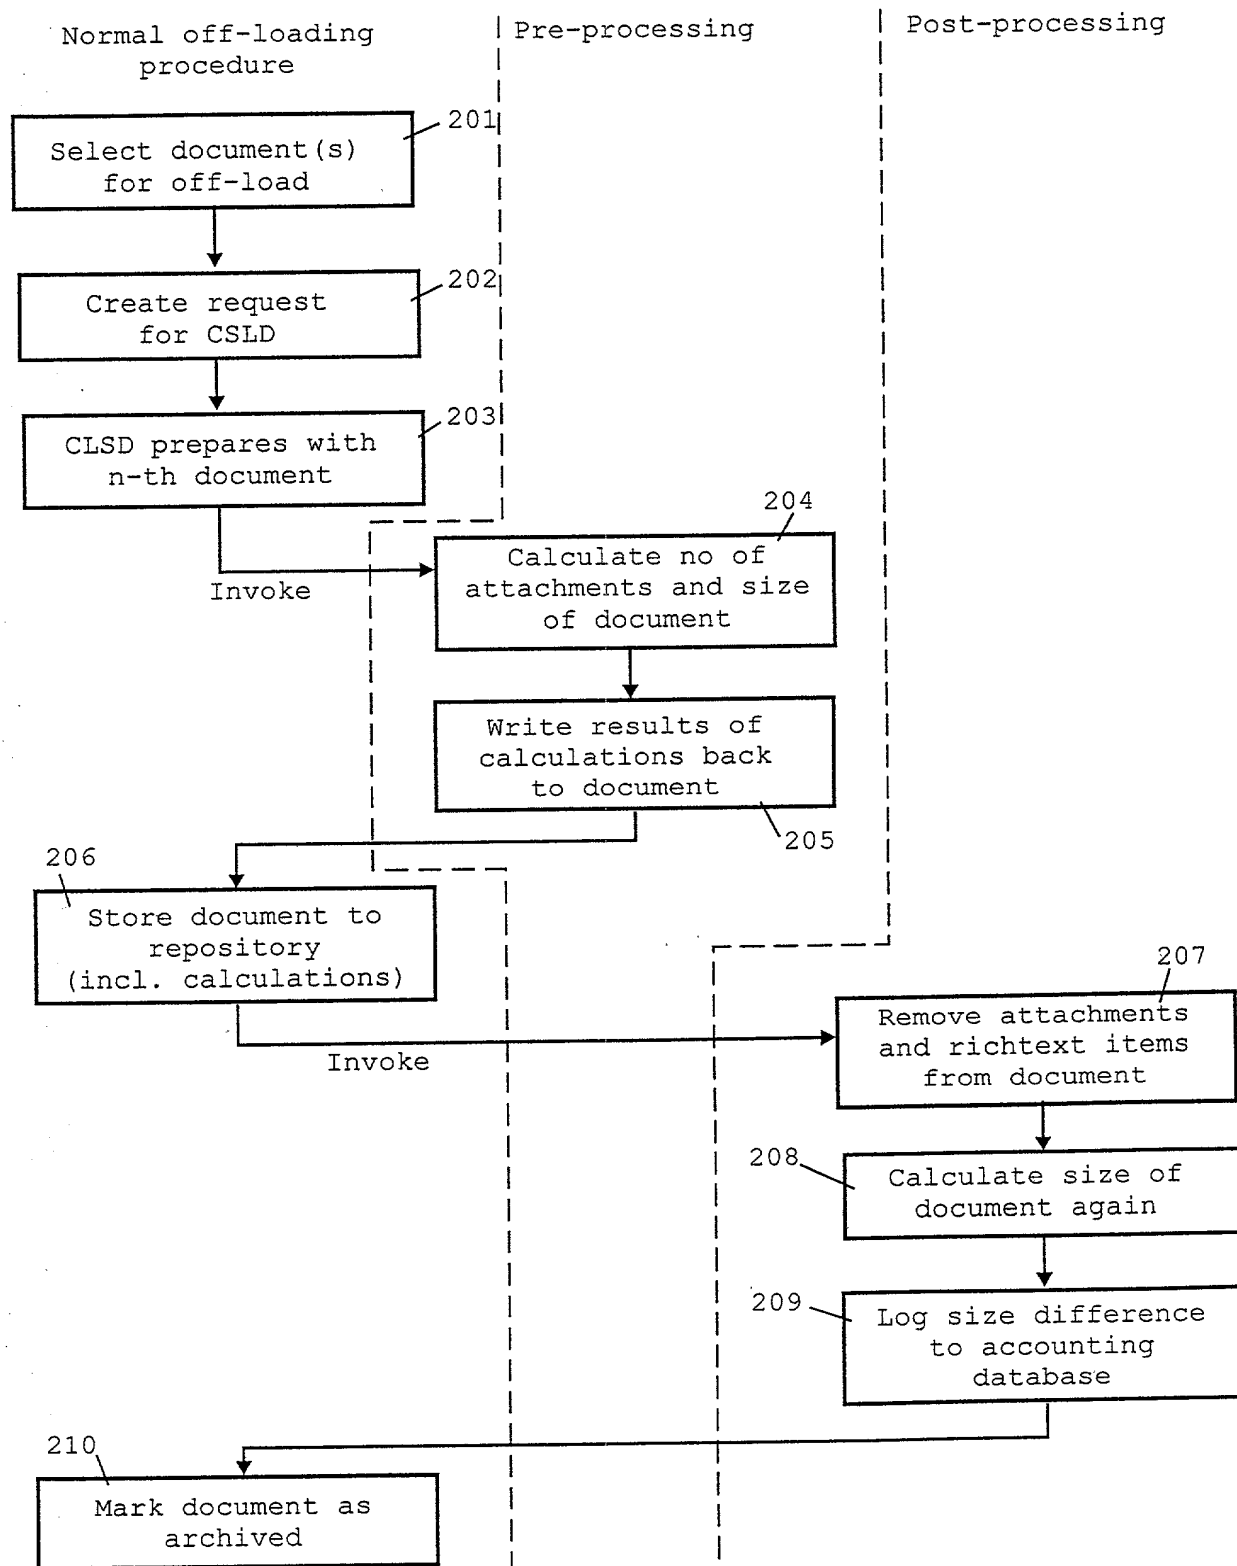 Normal off-loading
procedure
Pre-processing
Post-processing
201
Select document(s)
for off-load
202
Create request
for CSLD
203
CLSD prepares with
n-th document
Invoke
204
Calculate no of
attachments and size
of document
Write results of
calculations back
to document
205
206
Store document to
repository
(incl. calculations)
Invoke
207
Remove attachments
and richtext items
from document
208
Calculate size of
document again
209
Log size difference
to accounting
database
210
Mark document as
archived